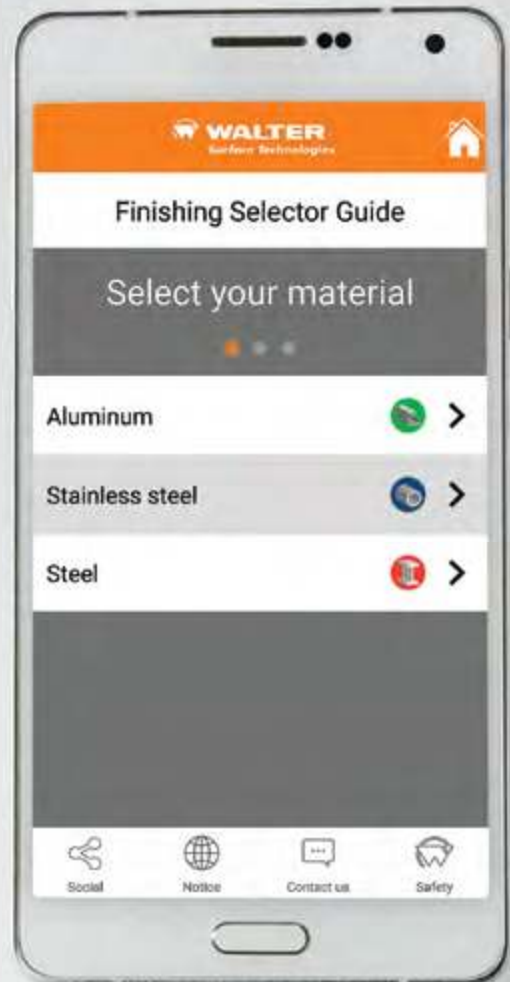 WALTER
Surface Technologies
Finishing Selector Guide
Select your material
Aluminum
Stainless steel
Steel
Social
Notice
Contact us
Safety